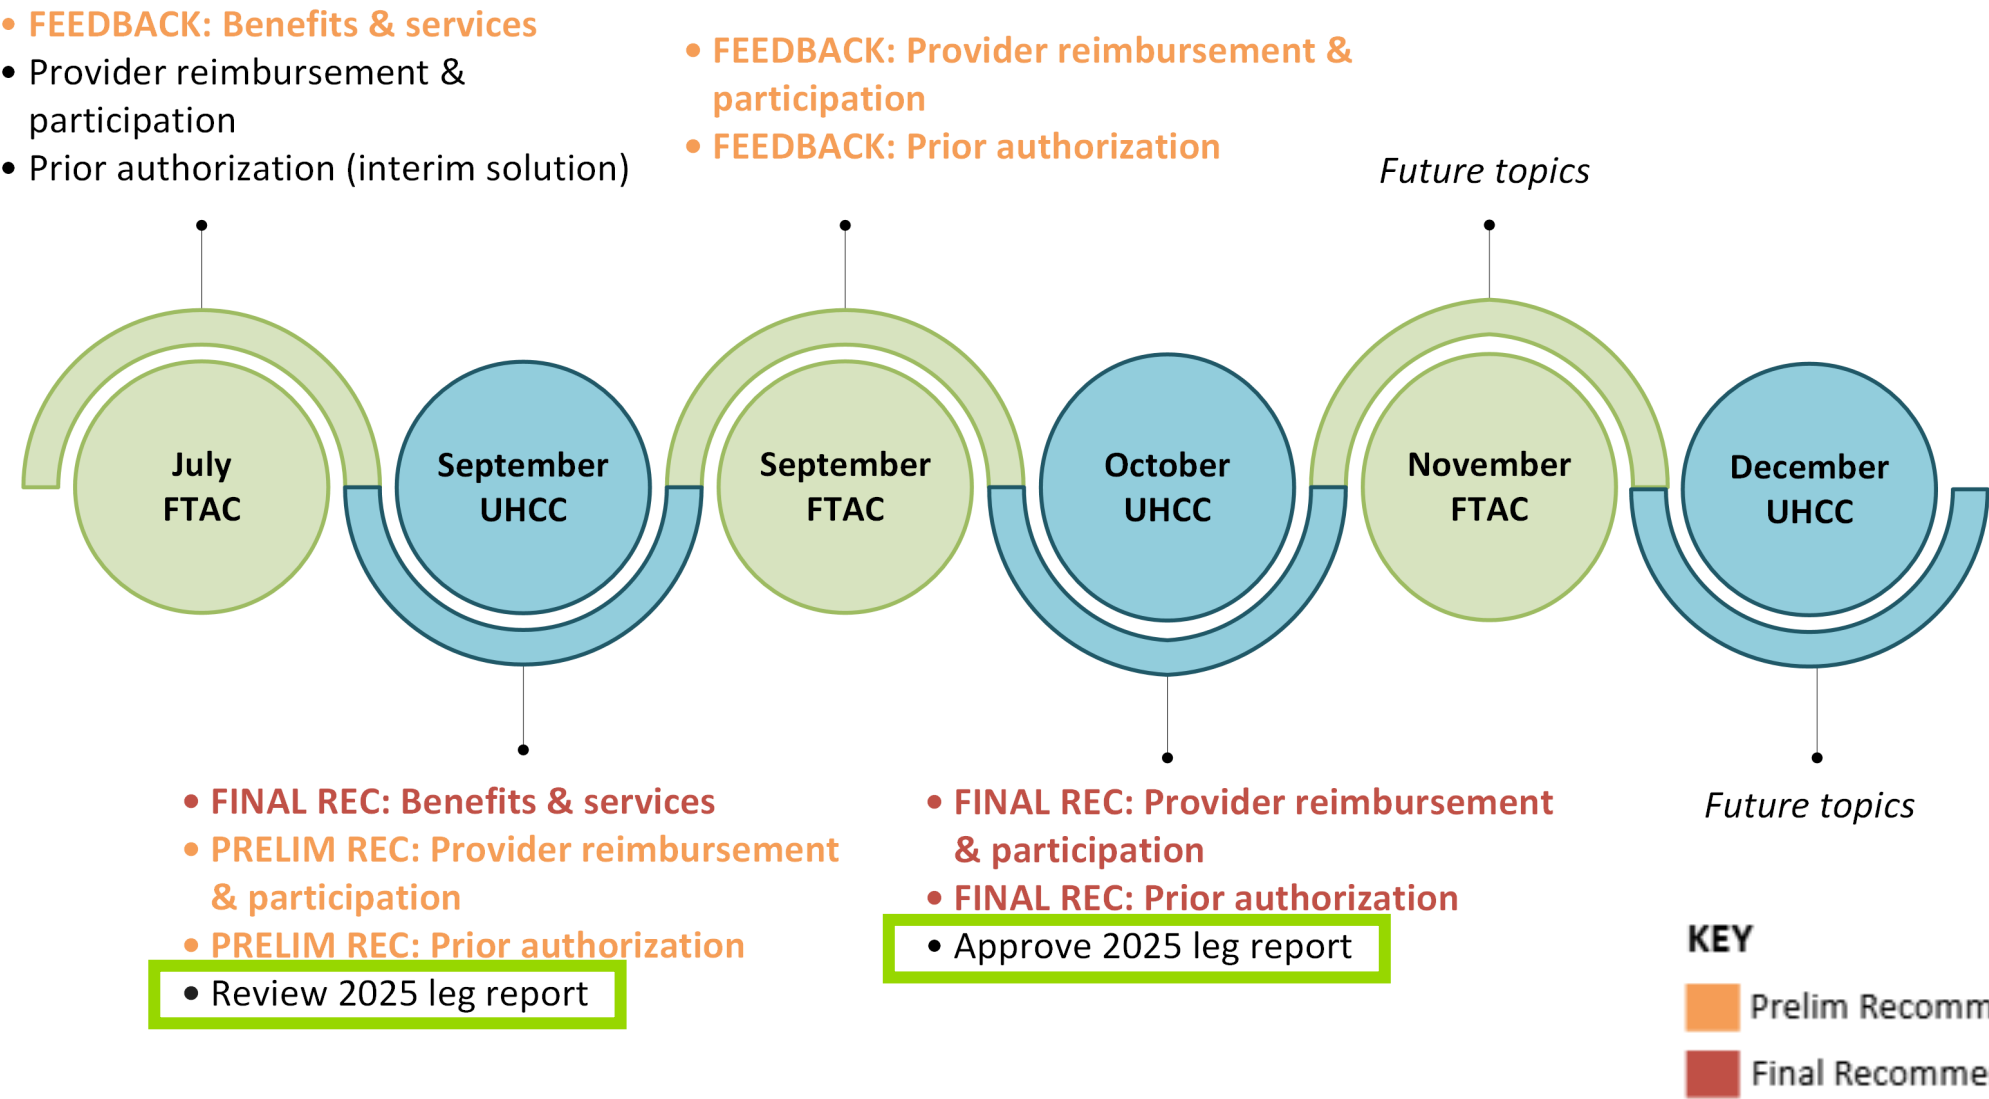 • FEEDBACK: Benefits & services
• Provider reimbursement &
participation
• Prior authorization (interim solution)
• FEEDBACK: Provider reimbursement &
participation
• FEEDBACK: Prior authorization
Future topics
July
FTAC
September
UHCC
September
FTAC
October
UHCC
November
FTAC
December
UHCC
• FINAL REC: Benefits & services
• PRELIM REC: Provider reimbursement
& participation
• PRELIM REC: Prior authorization
• Review 2025 leg report
• FINAL REC: Provider reimbursement
& participation
• FINAL REC: Prior authorization
• Approve 2025 leg report
Future topics
KEY
Prelim Recomm
Final Recomme